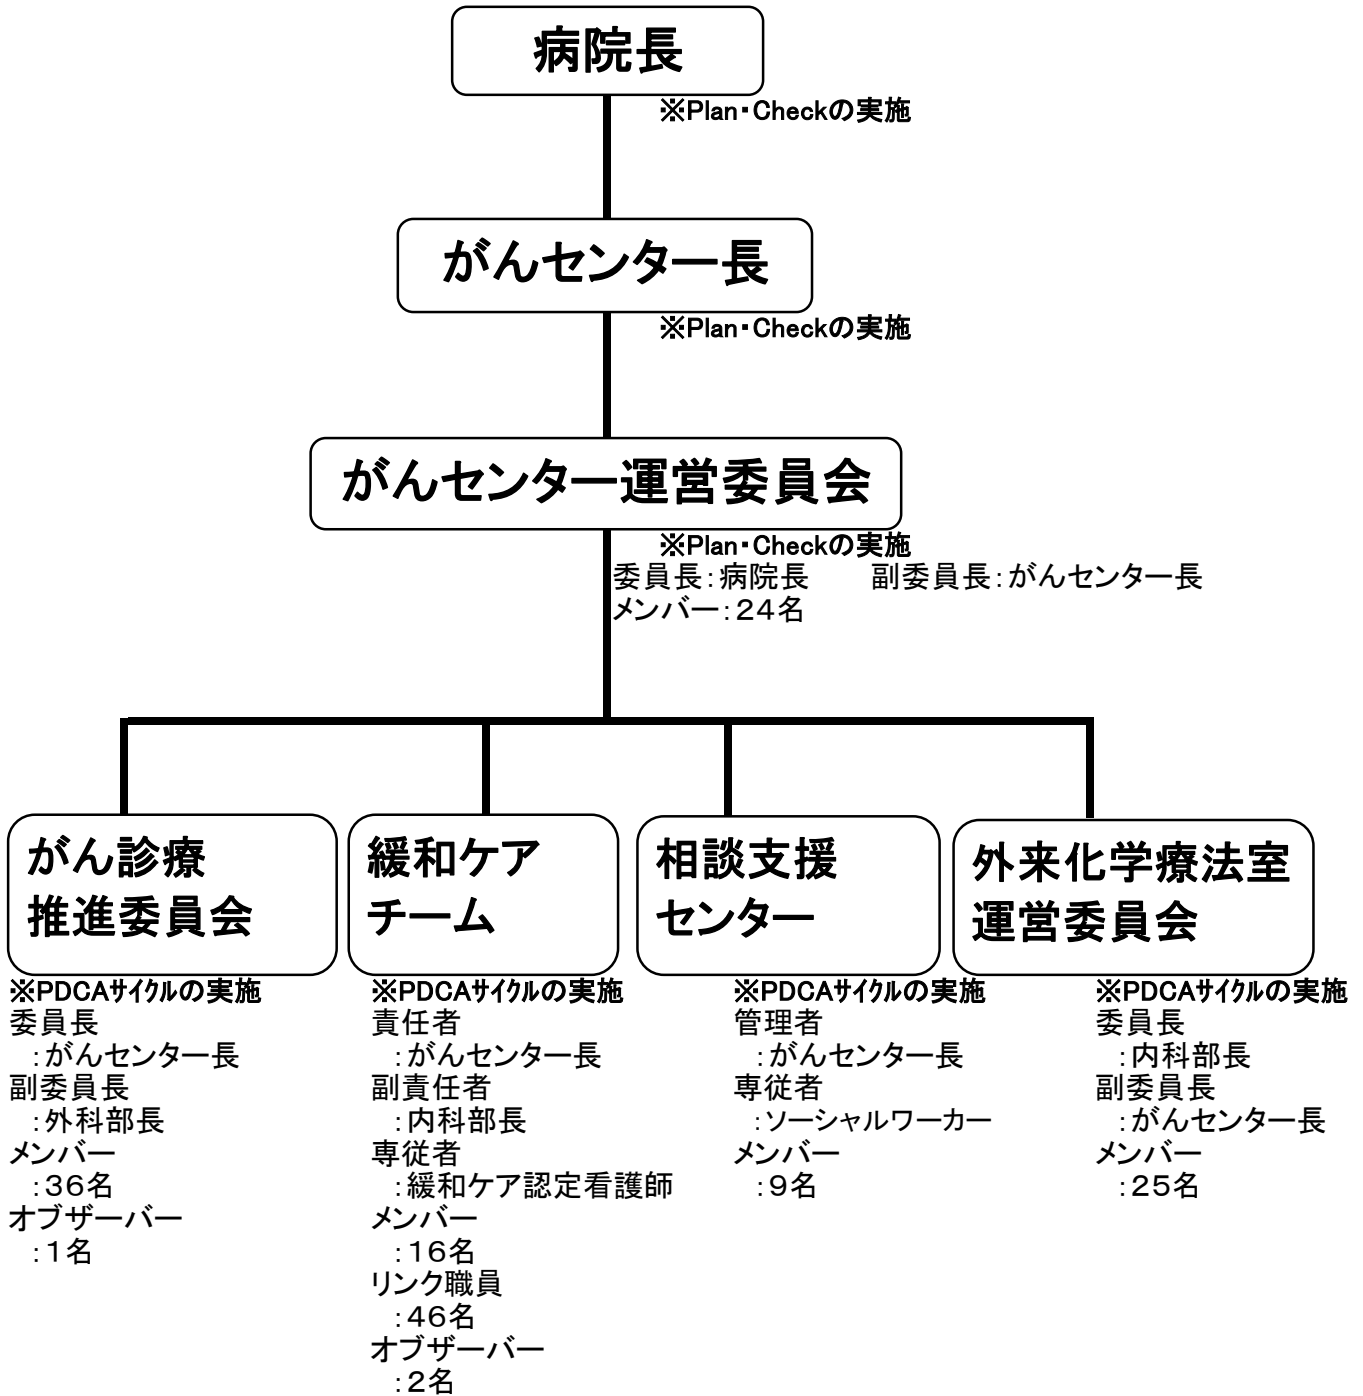 病院長
※Plan・Checkの実施
がんセンター長
※Plan・Checkの実施
がんセンター運営委員会
※Plan・Checkの実施
委員長:病院長　　副委員長:がんセンター長
メンバー:24名
がん診療
推進委員会
※PDCAサイクルの実施
委員長
:がんセンター長
副委員長
:外科部長
メンバー
:36名
オブザーバー
:1名
緩和ケア
チーム
※PDCAサイクルの実施
責任者
:がんセンター長
副責任者
:内科部長
専従者
:緩和ケア認定看護師
メンバー
:16名
リンク職員
:46名
オブザーバー
:2名
相談支援
センター
※PDCAサイクルの実施
管理者
:がんセンター長
専従者
:ソーシャルワーカー
メンバー
:9名
外来化学療法室
運営委員会
※PDCAサイクルの実施
委員長
:内科部長
副委員長
:がんセンター長
メンバー
:25名